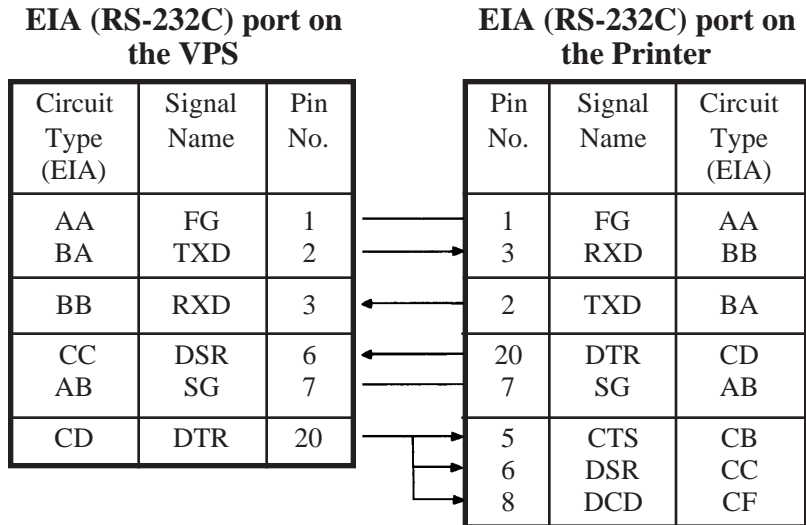 EIA (RS-232C) port on
the VPS
Circuit Type (EIA) Signal Name Pin No.
AA FG 1
BA TXD 2
BB RXD 3
CC DSR 6
AB SG 7
CD DTR 20
EIA (RS-232C) port on
the Printer
Pin No. Signal Name Circuit Type (EIA)
1 FG AA
3 RXD BB
2 TXD BA
20 DTR CD
7 SG AB
5 CTS CB
6 DSR CC
8 DCD CF